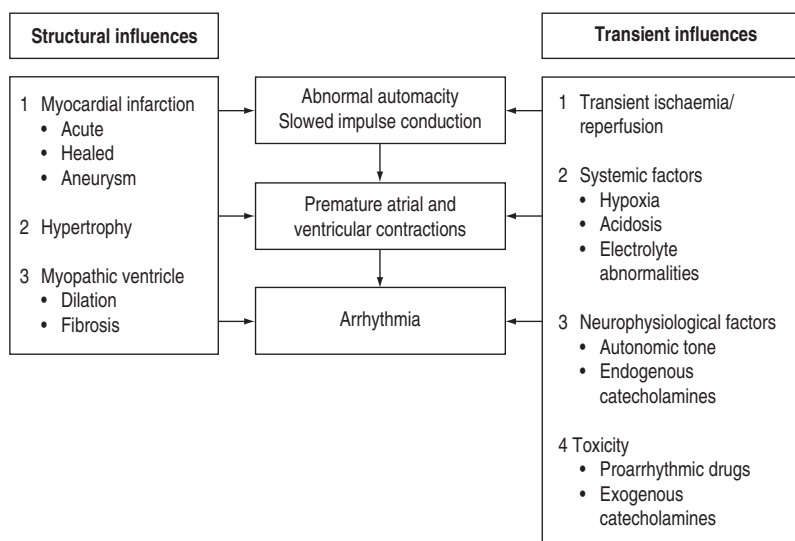 Structural influences
1 Myocardial infarction
• Acute
• Healed
• Aneurysm
2 Hypertrophy
3 Myopathic ventricle
• Dilation
• Fibrosis
Abnormal automacity
Slowed impulse conduction
Premature atrial and
ventricular contractions
Arrhythmia
Transient influences
1 Transient ischaemia/
reperfusion
2 Systemic factors
• Hypoxia
• Acidosis
• Electrolyte
abnormalities
3 Neurophysiological factors
• Autonomic tone
• Endogenous
catecholamines
4 Toxicity
• Proarrhythmic drugs
• Exogenous
catecholamines